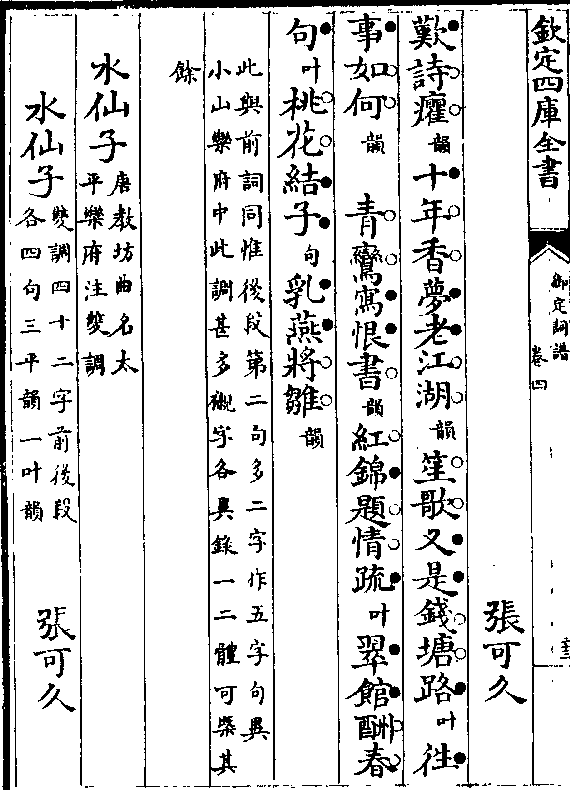 欽定四庫全書
御定詞譜
卷四
張可久
歎詩癯韻十年香夢老江湖韻笙歌又是錢塘路叶往
事如何韻 青鸞寫恨書韻紅錦題情疏叶翠館酬春
句叶桃花結子句乳燕將雛韻
此與前詞同惟後段第二句多二字作五字句異
小山樂府中此調甚多襯字各異錄一二體可槩其
餘
水仙子 唐教坊曲名太
平樂府注雙調
水仙子 雙調四十二字前後段
各四句三平韻一叶韻
張可久